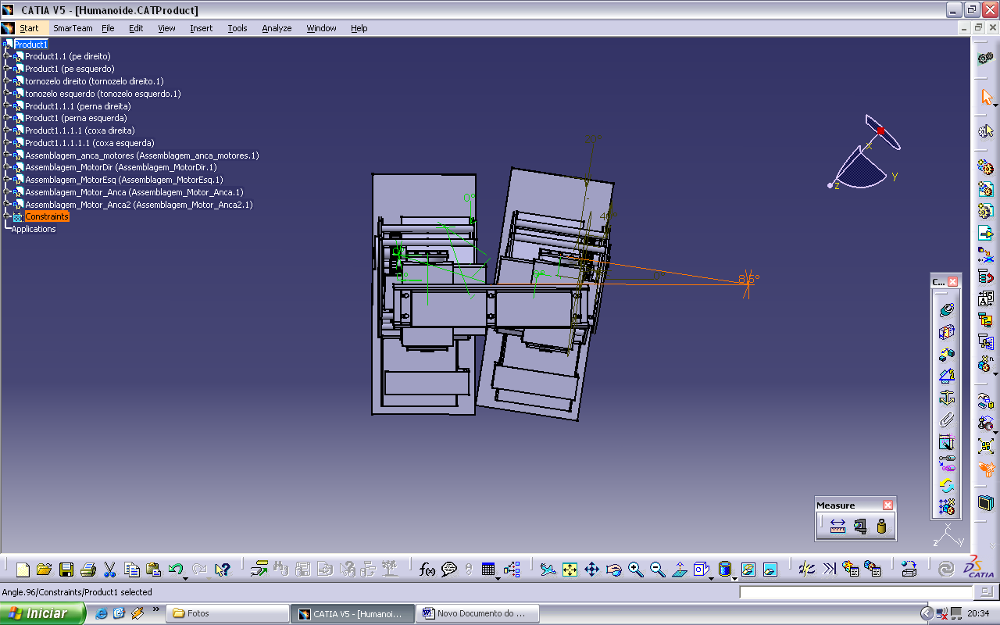 CATIA V5 - [Humanoide.CATProduct]
Start SmarTeam File Edit View Insert Tools Analyze Window Help
Product1
Product1.1 (pe direito)
Product1 (pe esquerdo)
tornozelo direito (tornozelo direito.1)
tonozelo esquerdo (tonozelo esquerdo.1)
Product1.1.1 (perna direita)
Product1 (perna esquerda)
Product1.1.1.1 (coxa direita)
Product1.1.1.1.1 (coxa esquerda)
Assemblagem_anca_motores (Assemblagem_anca_motores.1)
Assemblagem_MotorDir (Assemblagem_MotorDir.1)
Assemblagem_MotorEsq (Assemblagem_MotorEsq.1)
Assemblagem_Motor_Anca (Assemblagem_Motor_Anca.1)
Assemblagem_Motor_Anca2 (Assemblagem_Motor_Anca2.1)
Constraints
Applications
x
y
z
0°
0°
8.5°
C...
Measure
x
z y
f(x)
CATIA
Angle.96/Constraints/Product1 selected
Iniciar
Fotos
CATIA V5 - [Humanoi...
Novo Documento do ...
20:34